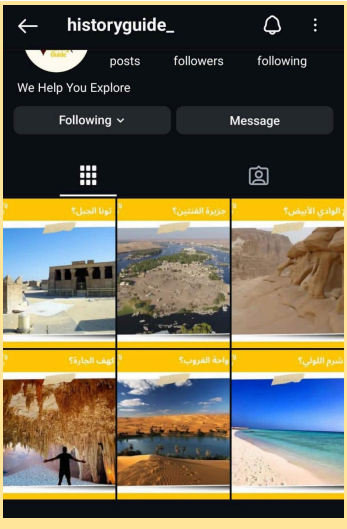 historyguide_
Guide
posts followers following
We Help You Explore
Following Message
تونا الجبل؟
جزيرة الفنتين؟
الوادي الأبيض؟
كهف الجارة؟
واحة الغروب؟
شرم اللولي؟